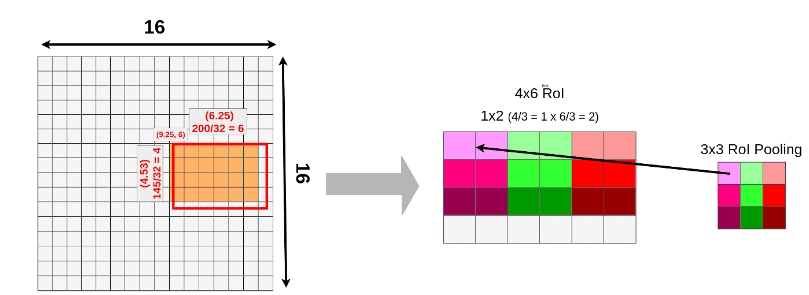 16
(6.25)
200/32 = 6
(9.25, 6)
(4.53)
145/32 = 4
16
4x6 RoI
1x2 (4/3 = 1 x 6/3 = 2)
3x3 RoI Pooling